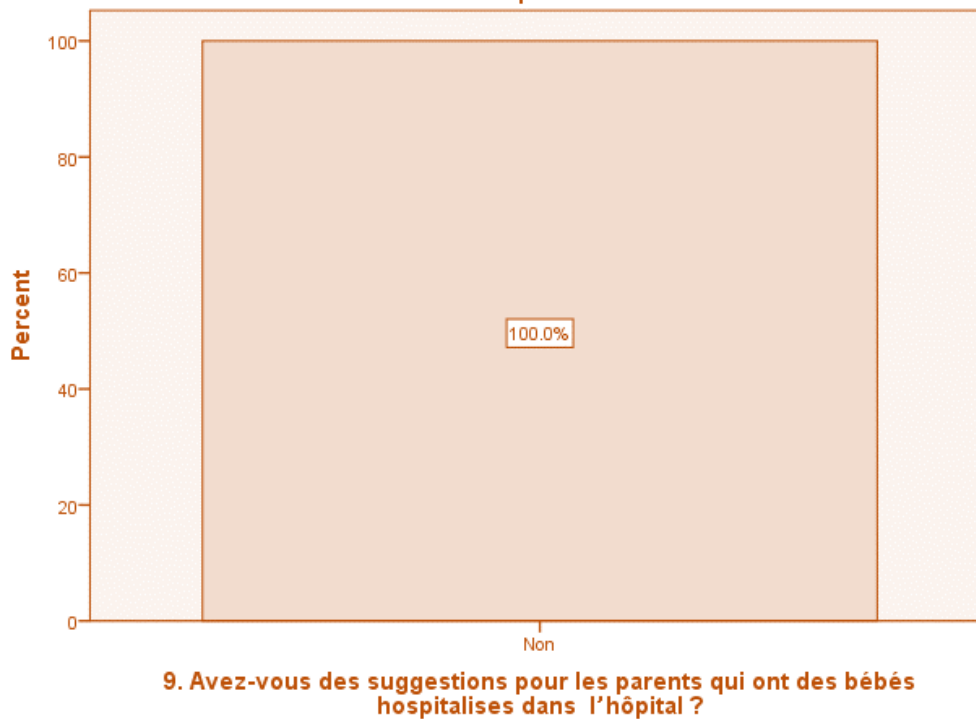 100
80
60
40
20
0
Percent
100.0%
Non
9. Avez-vous des suggestions pour les parents qui ont des bébés
hospitalises dans l’hôpital ?